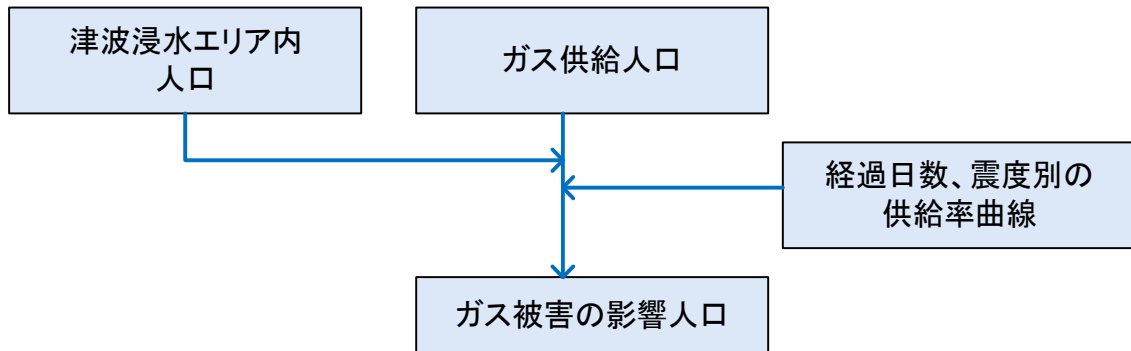 津波浸水エリア内
人口
ガス供給人口
経過日数、震度別の
供給率曲線
ガス被害の影響人口